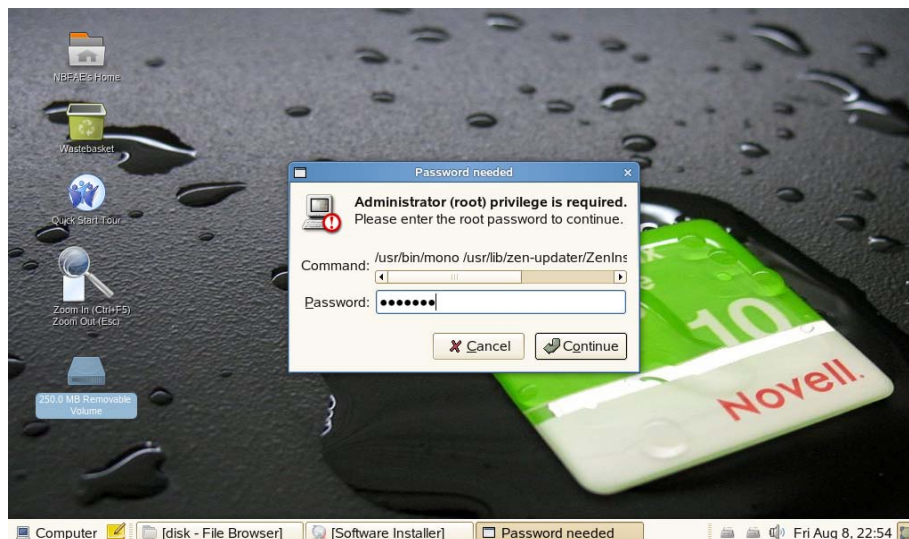 NBFAE's Home
Wastebasket
Quick Start Tour
Zoom In (Ctrl+F5)
Zoom Out (Esc)
250.0 MB Removable
Volume
Password needed
Administrator (root) privilege is required.
Please enter the root password to continue.
Command: /usr/bin/mono /usr/lib/zen-updater/ZenIns
Password: ●●●●●●●
Cancel
Continue
10
Novell.
Computer
[disk - File Browser]
[Software Installer]
Password needed
Fri Aug 8, 22:54